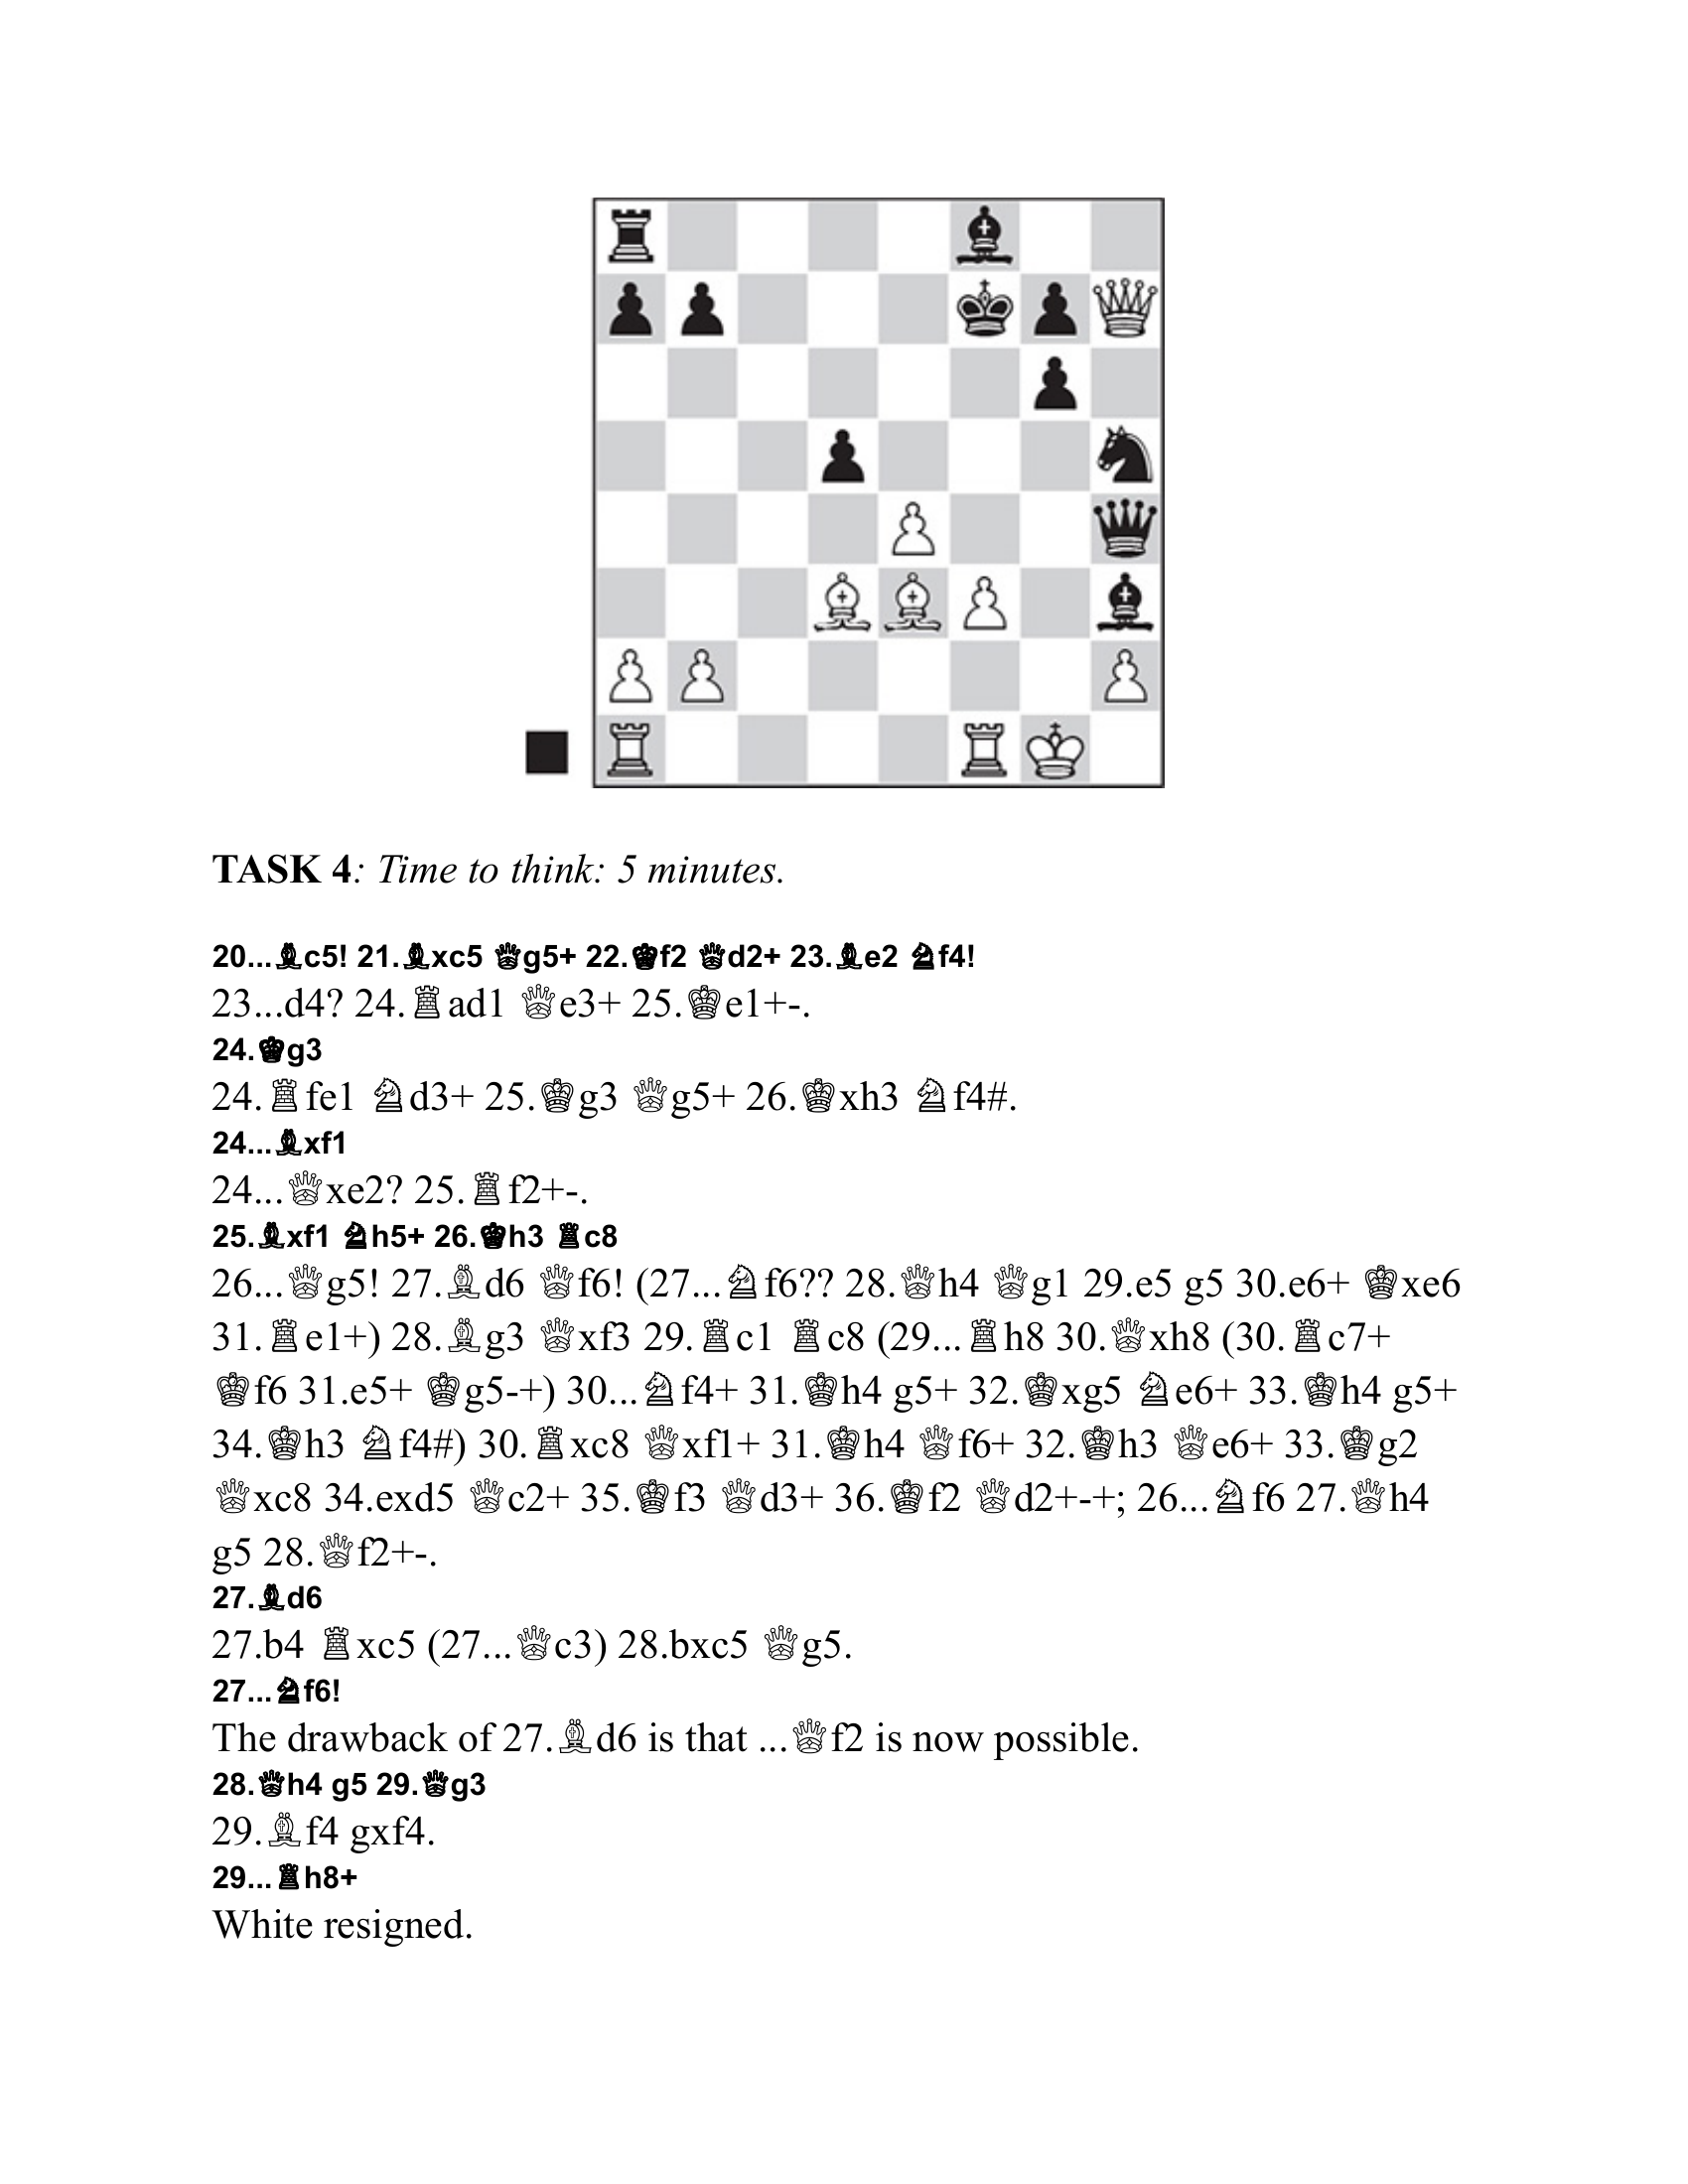 TASK 4: Time to think: 5 minutes.
20...♝c5! 21.♝xc5 ♛g5+ 22.♚f2 ♛d2+ 23.♝e2 ♞f4!
23...d4? 24.♖ad1 ♕e3+ 25.♔e1+-.
24.♚g3
24.♖fe1 ♘d3+ 25.♔g3 ♕g5+ 26.♔xh3 ♘f4#.
24...♝xf1
24...♕xe2? 25.♖f2+-.
25.♝xf1 ♞h5+ 26.♚h3 ♜c8
26...♕g5! 27.♗d6 ♕f6! (27...♘f6?? 28.♕h4 ♕g1 29.e5 g5 30.e6+ ♔xe6
31.♖e1+) 28.♗g3 ♕xf3 29.♖c1 ♖c8 (29...♖h8 30.♕xh8 (30.♖c7+
♔f6 31.e5+ ♔g5-+) 30...♘f4+ 31.♔h4 g5+ 32.♔xg5 ♘e6+ 33.♔h4 g5+
34.♔h3 ♘f4#) 30.♖xc8 ♕xf1+ 31.♔h4 ♕f6+ 32.♔h3 ♕e6+ 33.♔g2
♕xc8 34.exd5 ♕c2+ 35.♔f3 ♕d3+ 36.♔f2 ♕d2+-+; 26...♘f6 27.♕h4
g5 28.♕f2+-.
27.♝d6
27.b4 ♖xc5 (27...♕c3) 28.bxc5 ♕g5.
27...♞f6!
The drawback of 27.♗d6 is that ...♕f2 is now possible.
28.♛h4 g5 29.♛g3
29.♗f4 gxf4.
29...♜h8+
White resigned.